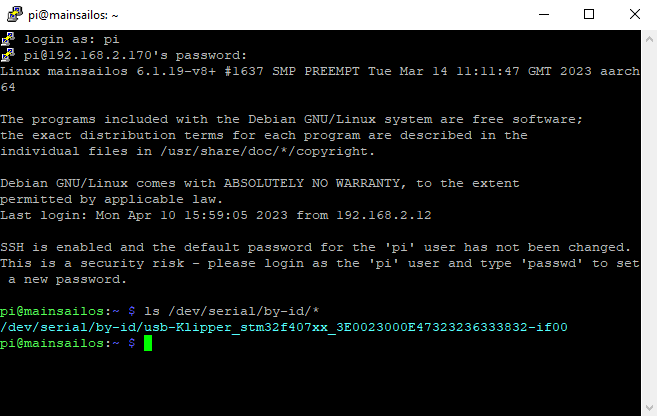 pi@mainsailos: ~
login as: pi
pi@192.168.2.170's password:
Linux mainsailos 6.1.19-v8+ #1637 SMP PREEMPT Tue Mar 14 11:11:47 GMT 2023 aarch
64
The programs included with the Debian GNU/Linux system are free software;
the exact distribution terms for each program are described in the
individual files in /usr/share/doc/*/copyright.
Debian GNU/Linux comes with ABSOLUTELY NO WARRANTY, to the extent
permitted by applicable law.
Last login: Mon Apr 10 15:59:05 2023 from 192.168.2.12
SSH is enabled and the default password for the 'pi' user has not been changed.
This is a security risk - please login as the 'pi' user and type 'passwd' to set
 a new password.
pi@mainsailos:~ $ ls /dev/serial/by-id/*
/dev/serial/by-id/usb-Klipper_stm32f407xx_3E0023000E47323236333832-if00
pi@mainsailos:~ $